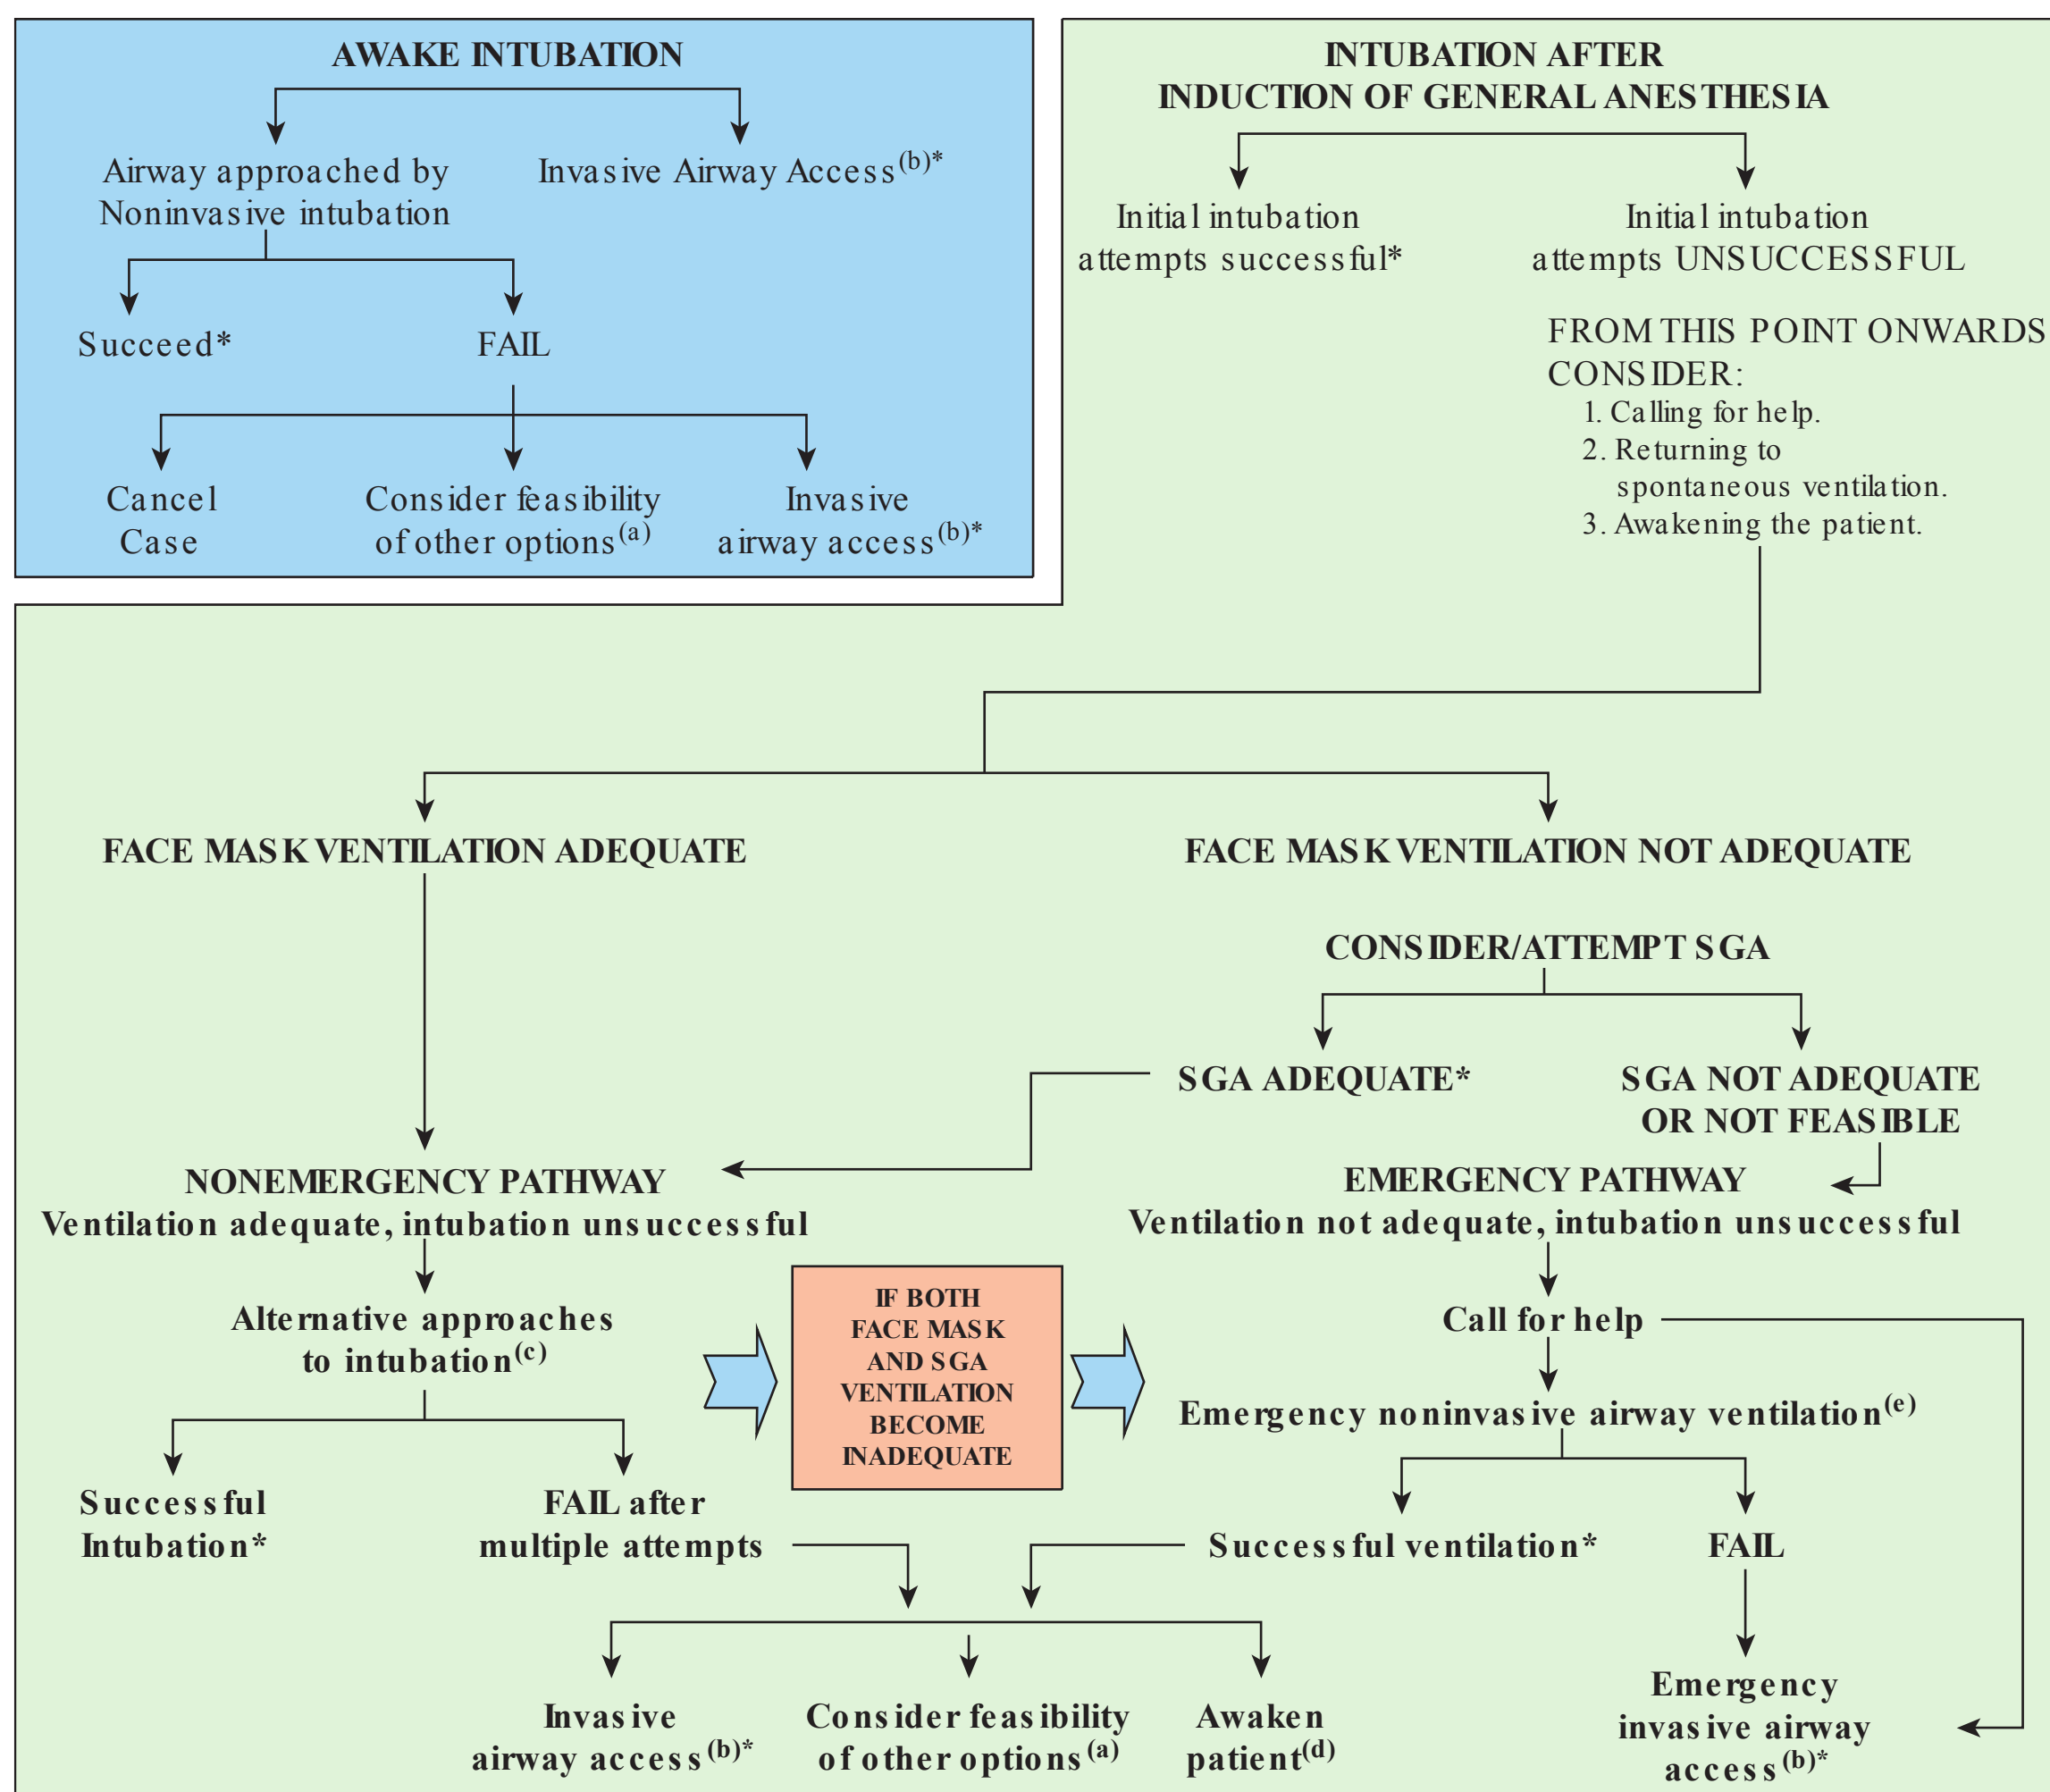 AWAKE INTUBATION
Airway approached by
Noninvasive intubation
Invasive Airway Access(b)*
Succeed*
FAIL
Cancel
Case
Consider feasibility
of other options(a)
Invasive
airway access(b)*
INTUBATION AFTER
INDUCTION OF GENERAL ANESTHESIA
Initial intubation
attempts successful*
Initial intubation
attempts UNSUCCESSFUL
FROM THIS POINT ONWARDS
CONSIDER:
1. Calling for help.
2. Returning to
spontaneous ventilation.
3. Awakening the patient.
FACE MASK VENTILATION ADEQUATE
FACE MASK VENTILATION NOT ADEQUATE
CONSIDER/ATTEMPT SGA
SGA ADEQUATE*
SGA NOT ADEQUATE
OR NOT FEASIBLE
NONEMERGENCY PATHWAY
Ventilation adequate, intubation unsuccessful
EMERGENCY PATHWAY
Ventilation not adequate, intubation unsuccessful
Alternative approaches
to intubation(c)
IF BOTH
FACE MASK
AND SGA
VENTILATION
BECOME
INADEQUATE
Call for help
Emergency noninvasive airway ventilation(e)
Successful
Intubation*
FAIL after
multiple attempts
Successful ventilation*
FAIL
Invasive
airway access(b)*
Consider feasibility
of other options(a)
Awaken
patient(d)
Emergency
invasive airway
access(b)*